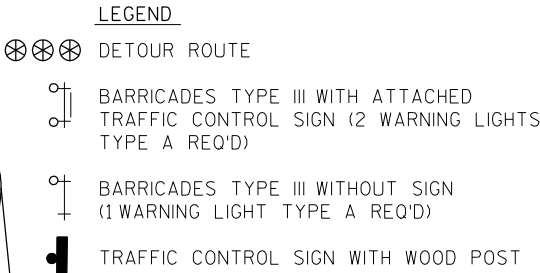 LEGEND
DETOUR ROUTE
BARRICADES TYPE III WITH ATTACHED
TRAFFIC CONTROL SIGN (2 WARNING LIGHTS
TYPE A REQ'D)
BARRICADES TYPE III WITHOUT SIGN
(1 WARNING LIGHT TYPE A REQ'D)
TRAFFIC CONTROL SIGN WITH WOOD POST